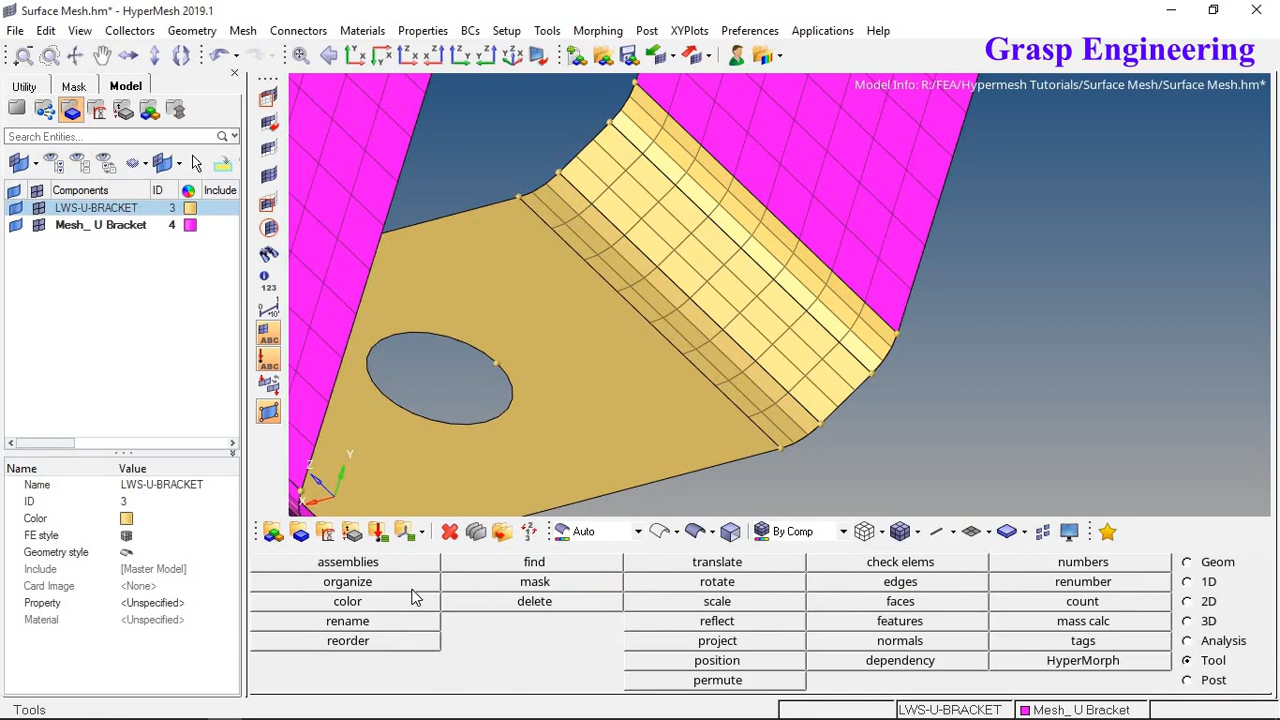 Surface Mesh.hm* - HyperMesh 2019.1
File Edit View Collectors Geometry Mesh Connectors Materials Properties BCs Setup Tools Morphing Post XYPlots Preferences Applications Help
Grasp Engineering
Utility Mask Model
Model Info: R:/FEA/Hypermesh Tutorials/Surface Mesh/Surface Mesh.hm*
Search Entities...
Components ID Include
LWS-U-BRACKET 3
Mesh_ U Bracket 4
123
ABC
ABC
Name Value
Name LWS-U-BRACKET
ID 3
Color
FE style
Geometry style
Include [Master Model]
Card Image <None>
Property <Unspecified>
Material <Unspecified>
Y
Z
X
Auto By Comp
assemblies find translate check elems numbers Geom
organize mask rotate edges renumber 1D
color delete scale faces count 2D
rename reflect features mass calc 3D
reorder project normals tags Analysis
position dependency HyperMorph Tool
permute Post
Tools LWS-U-BRACKET Mesh_ U Bracket